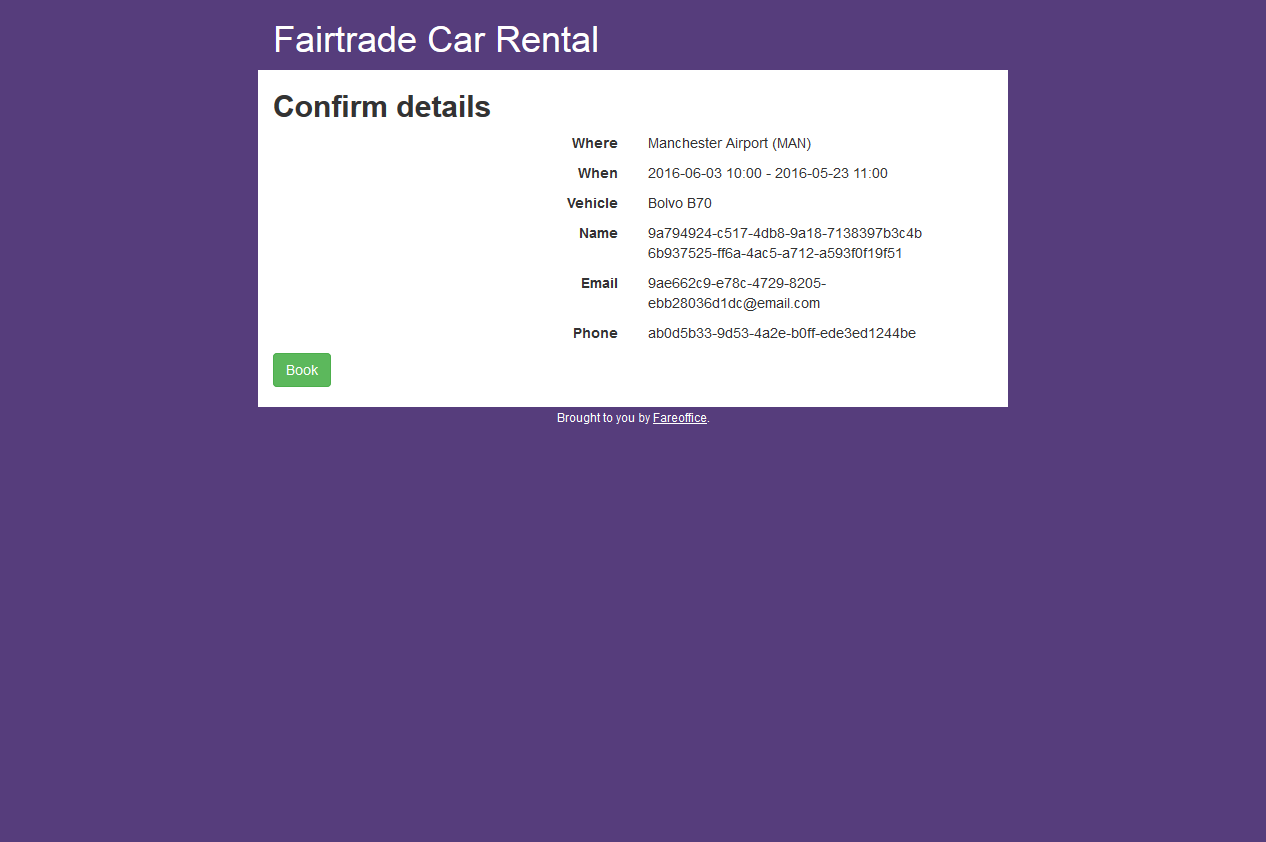 Fairtrade Car Rental
Confirm details
Where Manchester Airport (MAN)
When 2016-06-03 10:00 - 2016-05-23 11:00
Vehicle Bolvo B70
Name 9a794924-c517-4db8-9a18-7138397b3c4b
6b937525-ff6a-4ac5-a712-a593f0f19f51
Email 9ae662c9-e78c-4729-8205-
ebb28036d1dc@email.com
Phone ab0d5b33-9d53-4a2e-b0ff-ede3ed1244be
Book
Brought to you by Fareoffice.